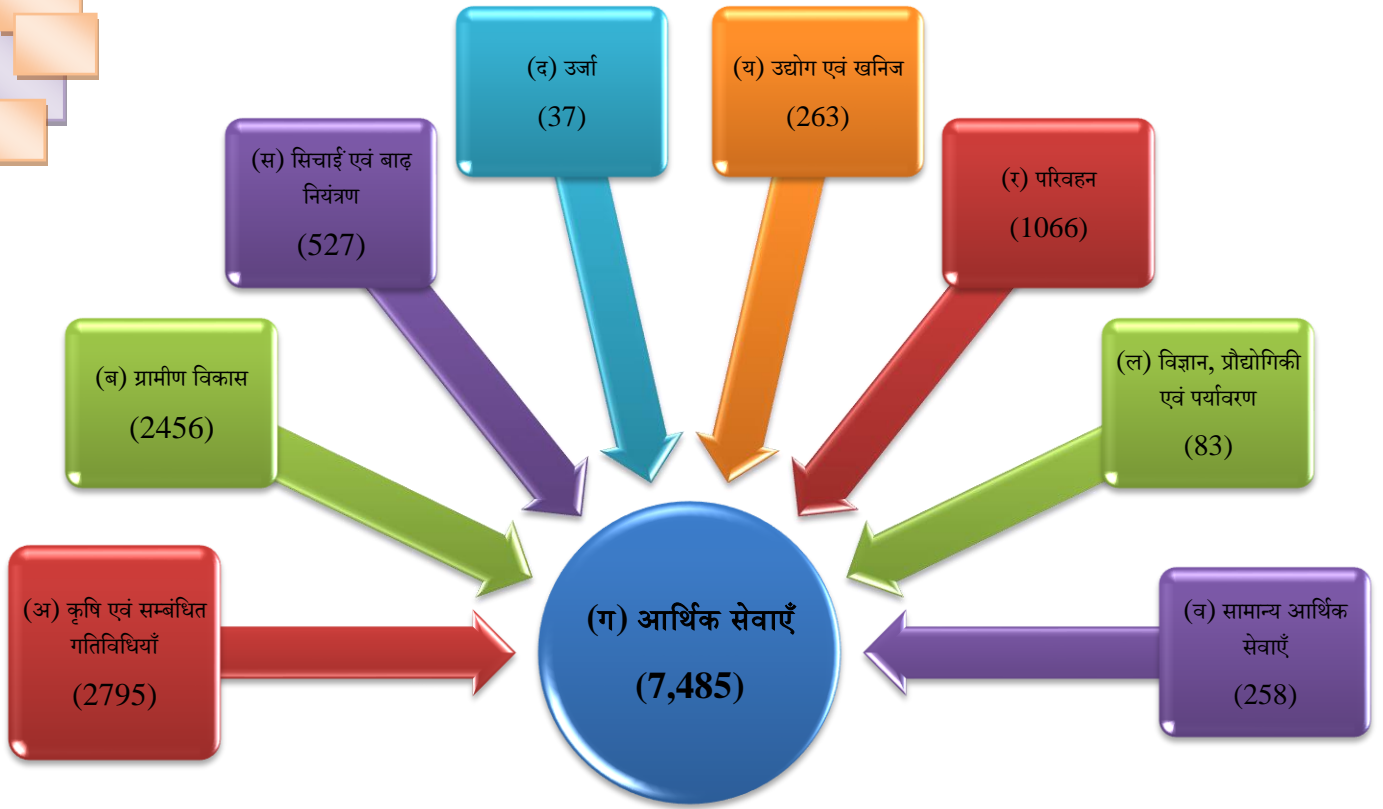 (द) उर्जा
(37)
(य) उद्योग एवं खनिज
(263)
(स) सिचाईं एवं बाढ़
नियंत्रण
(527)
(र) परिवहन
(1066)
(ब) ग्रामीण विकास
(2456)
(ल) विज्ञान, प्रौद्योगिकी
एवं पर्यावरण
(83)
(अ) कृषि एवं सम्बंधित
गतिविधियाँ
(2795)
(ग) आर्थिक सेवाएँ
(7,485)
(व) सामान्य आर्थिक
सेवाएँ
(258)